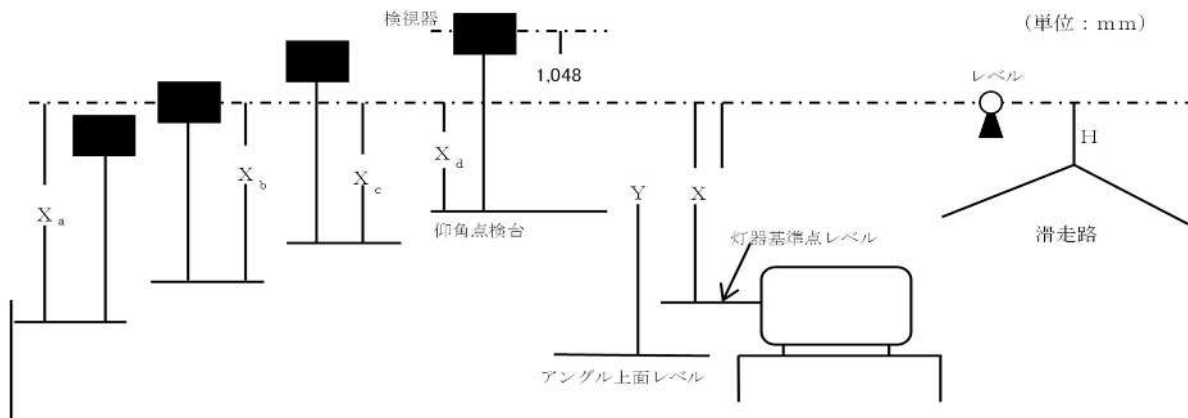 検視器
(単位：mm)
1,048
レベル
H
X a
X b
X c
X d
Y
X
仰角点検台
灯器基準点レベル
滑走路
アングル上面レベル